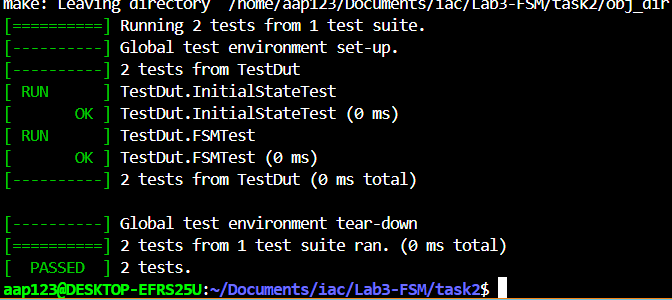 make: Leaving directory '/home/aap123/Documents/iac/Lab3-FSM/task2/obj_dir
[==========] Running 2 tests from 1 test suite.
[----------] Global test environment set-up.
[----------] 2 tests from TestDut
[ RUN      ] TestDut.InitialStateTest
[       OK ] TestDut.InitialStateTest (0 ms)
[ RUN      ] TestDut.FSMTest
[       OK ] TestDut.FSMTest (0 ms)
[----------] 2 tests from TestDut (0 ms total)

[----------] Global test environment tear-down
[==========] 2 tests from 1 test suite ran. (0 ms total)
[  PASSED  ] 2 tests.
aap123@DESKTOP-EFRS25U:~/Documents/iac/Lab3-FSM/task2$